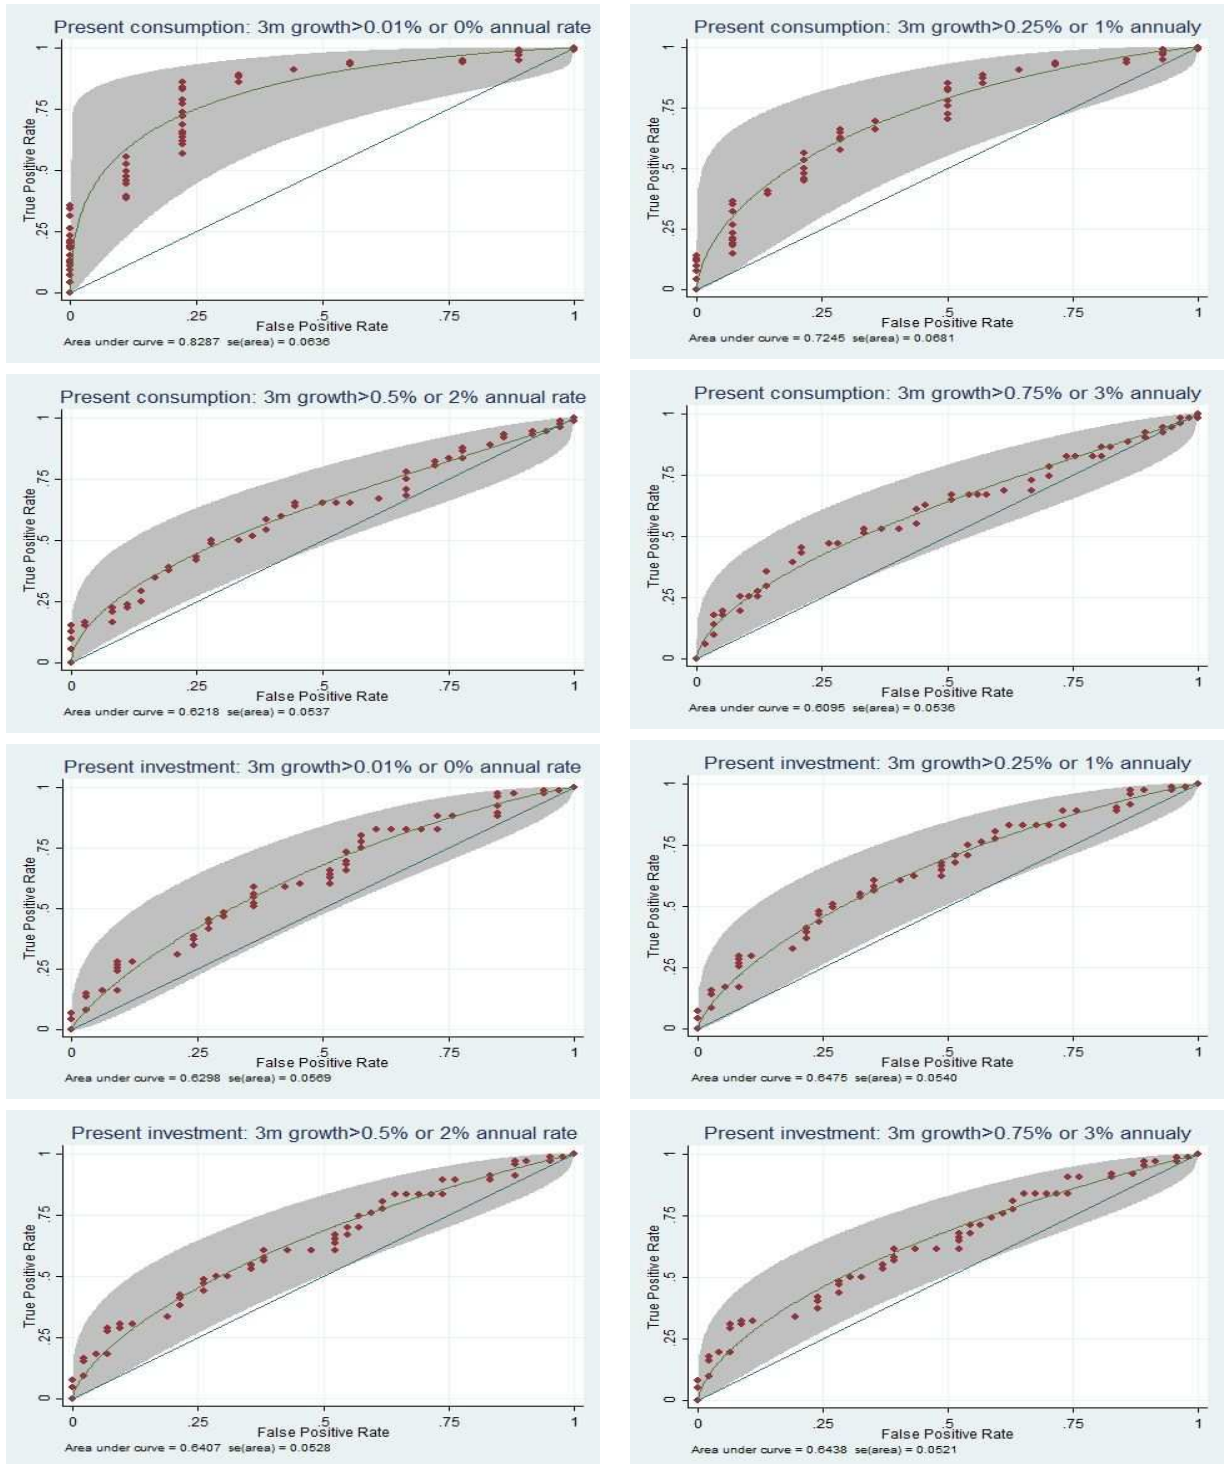 Present consumption: 3m growth>0.01% or 0% annual rate
True Positive Rate
0 .25 .5 .75 1
0 .25 .5 .75 1
False Positive Rate
Area under curve = 0.8287 se(area) = 0.0636
Present consumption: 3m growth>0.25% or 1% annualy
True Positive Rate
0 .25 .5 .75 1
0 .25 .5 .75 1
False Positive Rate
Area under curve = 0.7245 se(area) = 0.0681
Present consumption: 3m growth>0.5% or 2% annual rate
True Positive Rate
0 .25 .5 .75 1
0 .25 .5 .75 1
False Positive Rate
Area under curve = 0.6218 se(area) = 0.0537
Present consumption: 3m growth>0.75% or 3% annualy
True Positive Rate
0 .25 .5 .75 1
0 .25 .5 .75 1
False Positive Rate
Area under curve = 0.6095 se(area) = 0.0536
Present investment: 3m growth>0.01% or 0% annual rate
True Positive Rate
0 .25 .5 .75 1
0 .25 .5 .75 1
False Positive Rate
Area under curve = 0.6298 se(area) = 0.0569
Present investment: 3m growth>0.25% or 1% annualy
True Positive Rate
0 .25 .5 .75 1
0 .25 .5 .75 1
False Positive Rate
Area under curve = 0.6475 se(area) = 0.0540
Present investment: 3m growth>0.5% or 2% annual rate
True Positive Rate
0 .25 .5 .75 1
0 .25 .5 .75 1
False Positive Rate
Area under curve = 0.6407 se(area) = 0.0528
Present investment: 3m growth>0.75% or 3% annualy
True Positive Rate
0 .25 .5 .75 1
0 .25 .5 .75 1
False Positive Rate
Area under curve = 0.6438 se(area) = 0.0521